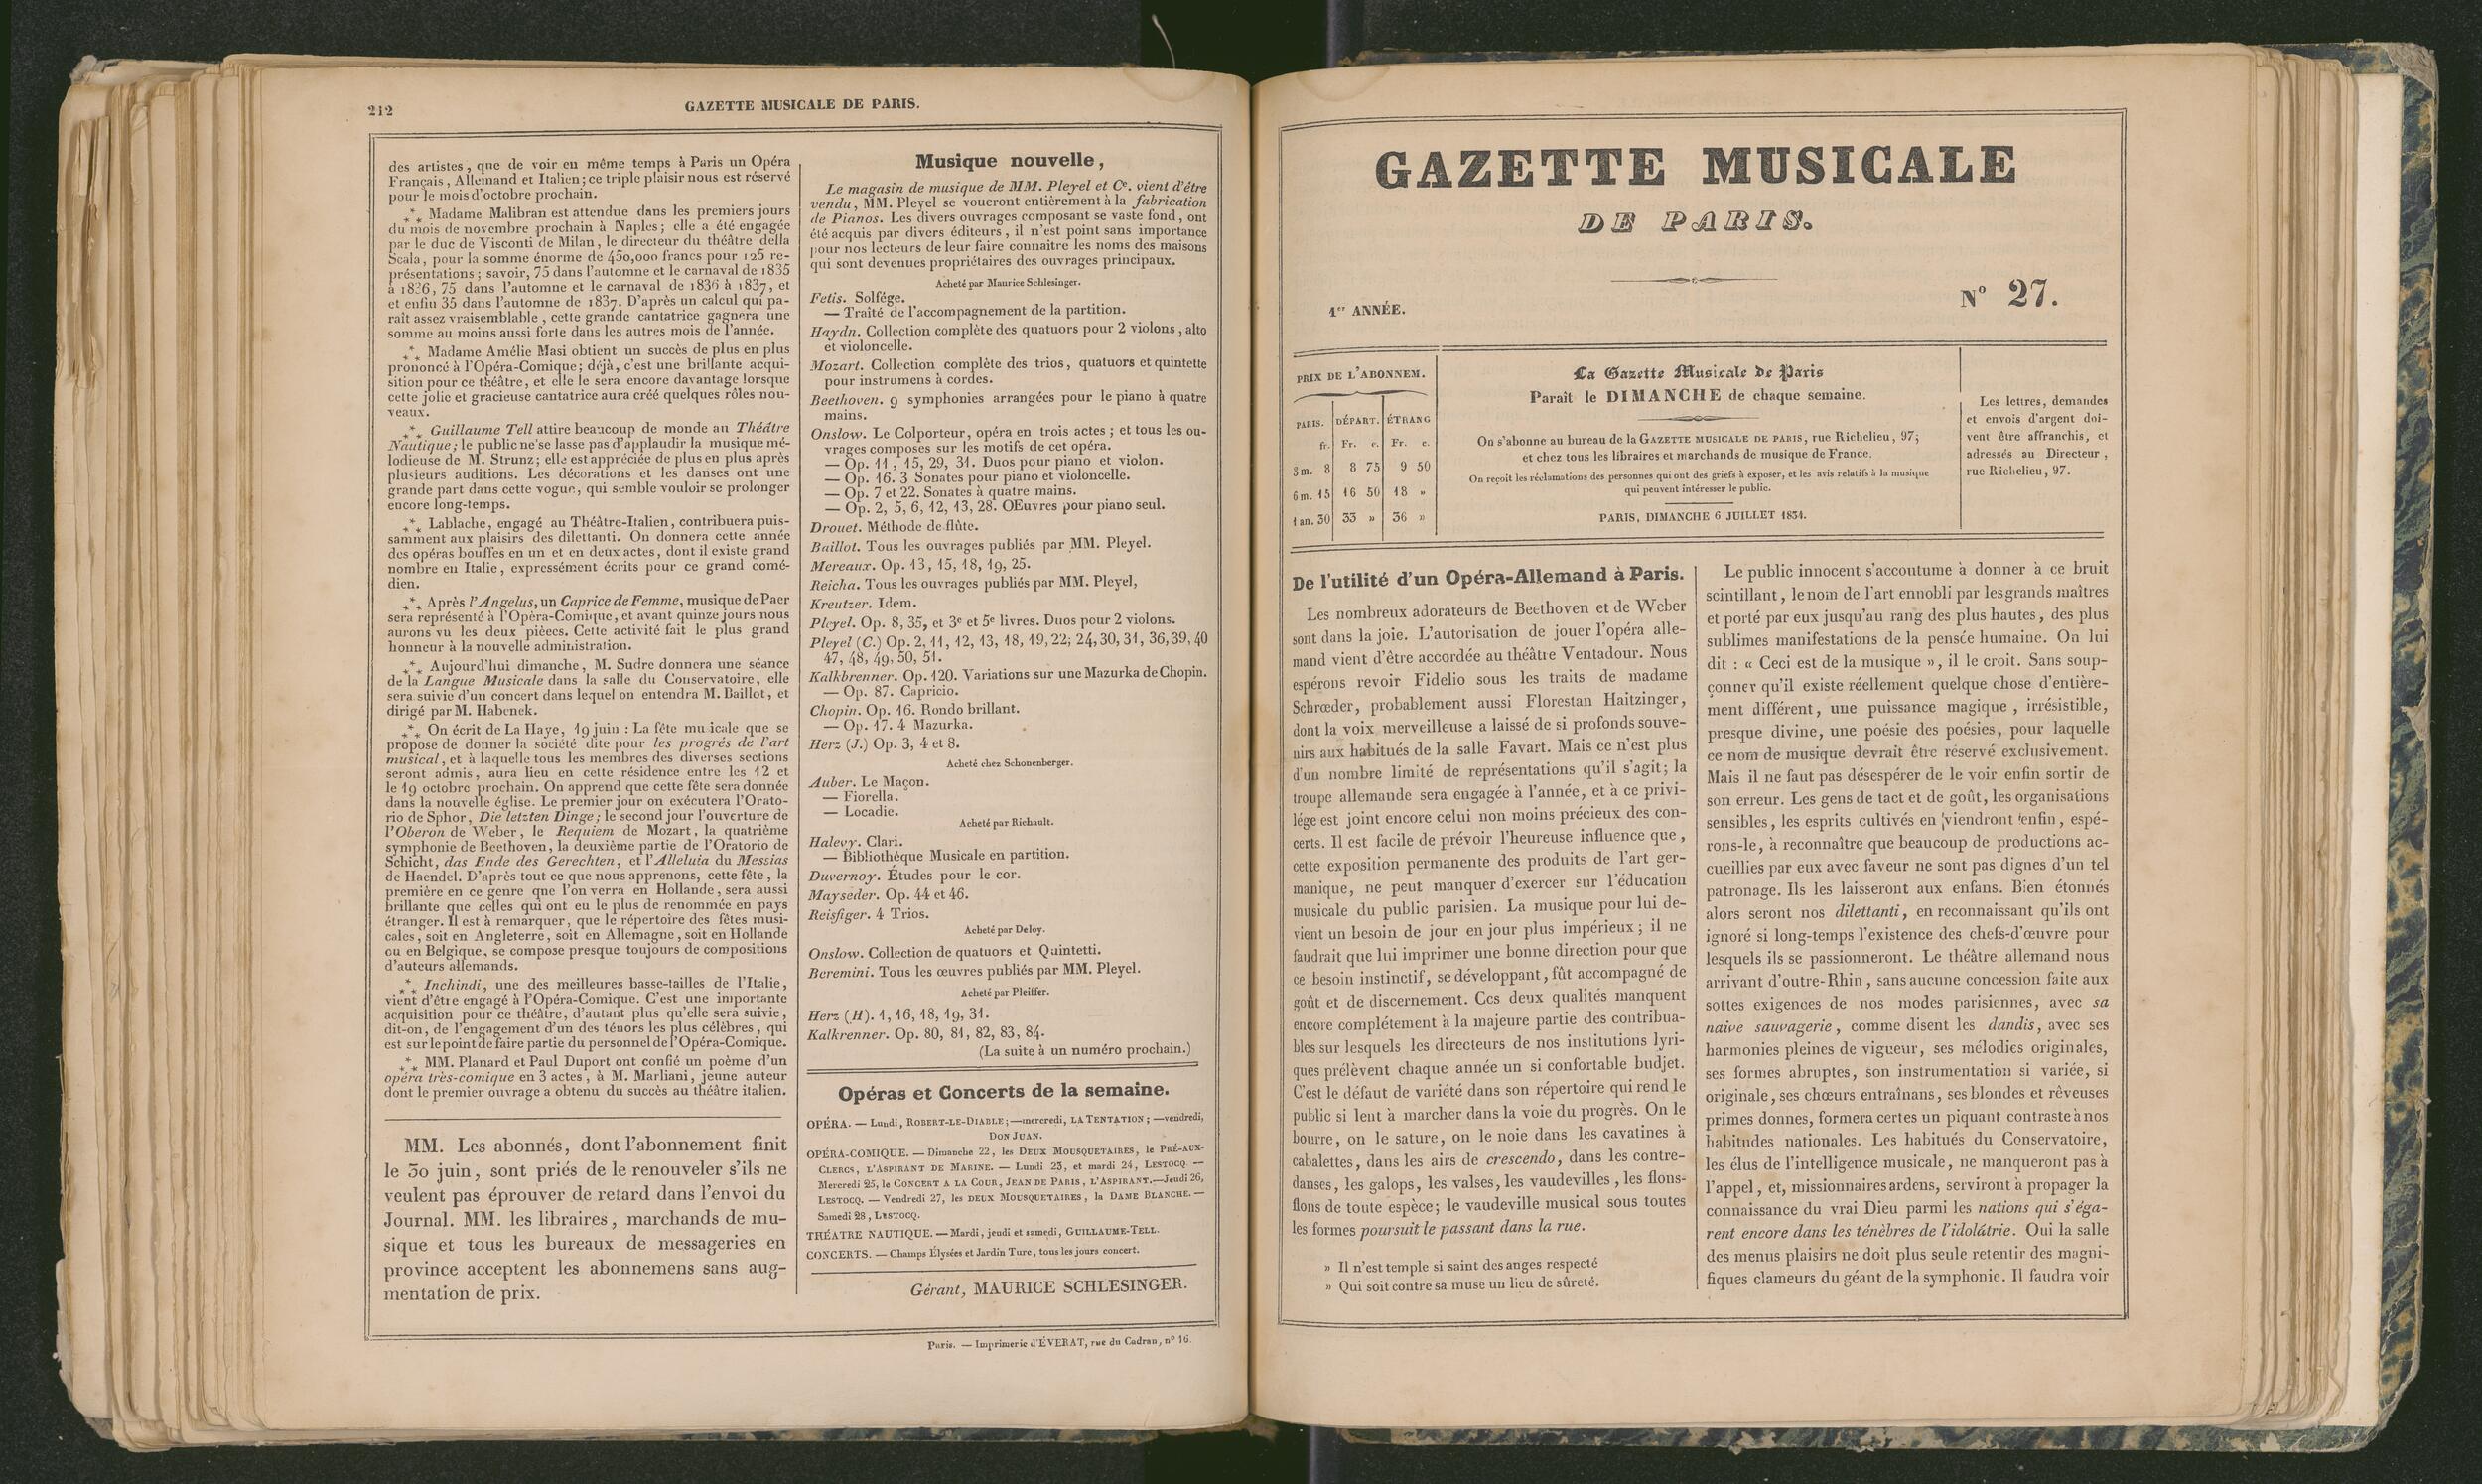 212
GAZETTE MUSICALE DE PARIS.
des artistes, que de voir en même temps à Paris un Opéra
Français, Allemand et Italien; ce triple plaisir nous est réservé
pour le mois d'octobre prochain.
*** Madame Malibran est attendue dans les premiers jours
du mois de novembre prochain à Naples; elle a été engagée
par le duc de Visconti de Milan, le directeur du théâtre della
Scala, pour la somme énorme de 450,000 francs pour 125 re-
présentations; savoir, 75 dans l'automne et le carnaval de 1835
à 1836, 75 dans l'automne et le carnaval de 1836 à 1837, et
et enfin 35 dans l'automne de 1837. D'après un calcul qui pa-
raît assez vraisemblable, cette grande cantatrice gagnera une
somme au moins aussi forte dans les autres mois de l'année.
*** Madame Amélie Masi obtient un succès de plus en plus
prononcé à l'Opéra-Comique; déjà, c'est une brillante acqui-
sition pour ce théâtre, et elle le sera encore davantage lorsque
cette jolie et gracieuse cantatrice aura créé quelques rôles nou-
veaux.
*** Guillaume Tell attire beaucoup de monde au Théâtre
Nautique; le public ne se lasse pas d'applaudir la musique mé-
lodieuse de M. Strunz; elle est appréciée de plus en plus après
plusieurs auditions. Les décorations et les danses ont une
grande part dans cette vogue, qui semble vouloir se prolonger
encore long-temps.
*** Lablache, engagé au Théâtre-Italien, contribuera puis-
samment aux plaisirs des dilettanti. On donnera cette année
des opéras bouffes en un et en deux actes, dont il existe grand
nombre en Italie, expressément écrits pour ce grand comé-
dien.
*** Après l'Angelus, un Caprice de Femme, musique de Paer
sera représenté à l'Opéra-Comique, et avant quinze jours nous
aurons vu les deux pièces. Cette activité fait le plus grand
honneur à la nouvelle administration.
*** Aujourd'hui dimanche, M. Sudre donnera une séance
de la Langue Musicale dans la salle du Conservatoire, elle
sera suivie d'un concert dans lequel on entendra M. Baillot, et
dirigé par M. Habenek.
*** On écrit de La Haye, 19 juin : La fête musicale que se
propose de donner la société dite pour les progrés de l'art
musical, et à laquelle tous les membres des diverses sections
seront admis, aura lieu en cette résidence entre les 12 et
le 19 octobre prochain. On apprend que cette fête sera donnée
dans la nouvelle église. Le premier jour on exécutera l'Orato-
rio de Sphor, Die letzten Dinge; le second jour l'ouverture de
l'Oberon de Weber, le Requiem de Mozart, la quatrième
symphonie de Beethoven, la deuxième partie de l'Oratorio de
Schicht, das Ende des Gerechten, et l'Alleluia du Messias
de Haendel. D'après tout ce que nous apprenons, cette fête, la
première en ce genre que l'on verra en Hollande, sera aussi
brillante que celles qui ont eu le plus de renommée en pays
étranger. Il est à remarquer, que le répertoire des fêtes musi-
cales, soit en Angleterre, soit en Allemagne, soit en Hollande
ou en Belgique, se compose presque toujours de compositions
d'auteurs allemands.
*** Inchindi, une des meilleures basse-tailles de l'Italie,
vient d'être engagé à l'Opéra-Comique. C'est une importante
acquisition pour ce théâtre, d'autant plus qu'elle sera suivie,
dit-on, de l'engagement d'un des ténors les plus célèbres, qui
est sur le point de faire partie du personnel de l'Opéra-Comique.
*** MM. Planard et Paul Duport ont confié un poème d'un
opéra très-comique en 3 actes, à M. Marliani, jeune auteur
dont le premier ouvrage a obtenu du succès au théâtre italien.
MM. Les abonnés, dont l'abonnement finit
le 30 juin, sont priés de le renouveler s'ils ne
veulent pas éprouver de retard dans l'envoi du
Journal. MM. les libraires, marchands de mu-
sique et tous les bureaux de messageries en
province acceptent les abonnemens sans aug-
mentation de prix.
Musique nouvelle,
Le magasin de musique de MM. Pleyel et Ce. vient d'être
vendu, MM. Pleyel se voueront entièrement à la fabrication
de Pianos. Les divers ouvrages composant se vaste fond, ont
été acquis par divers éditeurs, il n'est point sans importance
pour nos lecteurs de leur faire connaitre les noms des maisons
qui sont devenues propriétaires des ouvrages principaux.
Acheté par Maurice Schlesinger.
Fetis. Solfége.
— Traîté de l'accompagnement de la partition.
Haydn. Collection complète des quatuors pour 2 violons, alto
et violoncelle.
Mozart. Collection complète des trios, quatuors et quintette
pour instrumens à cordes.
Beethoven. 9 symphonies arrangées pour le piano à quatre
mains.
Onslow. Le Colporteur, opéra en trois actes; et tous les ou-
vrages composes sur les motifs de cet opéra.
— Op. 11, 15, 29, 31. Duos pour piano et violon.
— Op. 16. 3 Sonates pour piano et violoncelle.
— Op. 7 et 22. Sonates à quatre mains.
— Op. 2, 5, 6, 12, 13, 28. OEuvres pour piano seul.
Drouet. Méthode de flûte.
Baillot. Tous les ouvrages publiés par MM. Pleyel.
Mereaux. Op. 13, 15, 18, 19, 25.
Reicha. Tous les ouvrages publiés par MM. Pleyel,
Kreutzer. Idem.
Pleyel. Op. 8, 35, et 3e et 5e livres. Duos pour 2 violons.
Pleyel (C.) Op. 2, 11, 12, 13, 18, 19, 22; 24, 30, 31, 36, 39, 40
47, 48, 49, 50, 51.
Kalkbrenner. Op. 120. Variations sur une Mazurka de Chopin.
— Op. 87. Capricio.
Chopin. Op. 16. Rondo brillant.
— Op. 17. 4 Mazurka.
Herz (J.) Op. 3, 4 et 8.
Acheté chez Schonenberger.
Auber. Le Maçon.
— Fiorella.
— Locadie.
Acheté par Richault.
Halevy. Clari.
— Bibliothèque Musicale en partition.
Duvernoy. Études pour le cor.
Mayseder. Op. 44 et 46.
Reisfiger. 4 Trios.
Acheté par Deloy.
Onslow. Collection de quatuors et Quintetti.
Beremini. Tous les œuvres publiés par MM. Pleyel.
Acheté par Pleiffer.
Herz (H). 1, 16, 18, 19, 31.
Kalkrenner. Op. 80, 81, 82, 83, 84.
(La suite à un numéro prochain.)
Opéras et Concerts de la semaine.
OPÉRA. — Lundi, ROBERT-LE-DIABLE; — mercredi, LA TENTATION; — vendredi,
DON JUAN.
OPÉRA-COMIQUE. — Dimanche 22, les DEUX MOUSQUETAIRES, le PRÉ-AUX-
CLERCS, L'ASPIRANT DE MARINE. — Lundi 23, et mardi 24, LESTOCQ. —
Mercredi 25, le CONCERT A LA COUR, JEAN DE PARIS, L'ASPIRANT.—Jeudi 26,
LESTOCQ. — Vendredi 27, les DEUX MOUSQUETAIRES, la DAME BLANCHE. —
Samedi 28, LESTOCQ.
THÉATRE NAUTIQUE. — Mardi, jeudi et samedi, GUILLAUME-TELL.
CONCERTS. — Champs Élysées et Jardin Turc, tous les jours concert.
Gérant, MAURICE SCHLESINGER.
Paris. — Imprimerie d'ÉVERAT, rue du Cadran, n° 16.
GAZETTE MUSICALE
DE PARIS.
1re ANNÉE.
N° 27.
PRIX DE L'ABONNEM.
PARIS. DÉPART. ÉTRANG
fr. Fr. c. Fr. c.
3 m. 8 8 75 9 50
6 m. 15 16 50 18 »
1 an. 30 33 » 36 »
La Gazette Musicale de Paris
Parait le DIMANCHE de chaque semaine.
On s'abonne au bureau de la GAZETTE MUSICALE DE PARIS, rue Richelieu, 97;
et chez tous les libraires et marchands de musique de France.
On reçoit les réclamations des personnes qui ont des griefs à exposer, et les avis relatifs à la musique
qui peuvent intéresser le public.
PARIS, DIMANCHE 6 JUILLET 1834.
Les lettres, demandes
et envois d'argent doi-
vent être affranchis, et
adressés au Directeur,
rue Richelieu, 97.
De l'utilité d'un Opéra-Allemand à Paris.
Les nombreux adorateurs de Beethoven et de Weber
sont dans la joie. L'autorisation de jouer l'opéra alle-
mand vient d'être accordée au théâtre Ventadour. Nous
espérons revoir Fidelio sous les traits de madame
Schrœder, probablement aussi Florestan Haitzinger,
dont la voix merveilleuse a laissé de si profonds souve-
nirs aux habitués de la salle Favart. Mais ce n'est plus
d'un nombre limité de représentations qu'il s'agit; la
troupe allemande sera engagée à l'année, et à ce privi-
lége est joint encore celui non moins précieux des con-
certs. Il est facile de prévoir l'heureuse influence que,
cette exposition permanente des produits de l'art ger-
manique, ne peut manquer d'exercer sur l'éducation
musicale du public parisien. La musique pour lui de-
vient un besoin de jour en jour plus impérieux; il ne
faudrait que lui imprimer une bonne direction pour que
ce besoin instinctif, se développant, fût accompagné de
goût et de discernement. Ces deux qualités manquent
encore complétement à la majeure partie des contribua-
bles sur lesquels les directeurs de nos institutions lyri-
ques prélèvent chaque année un si confortable budjet.
C'est le défaut de variété dans son répertoire qui rend le
public si lent à marcher dans la voie du progrès. On le
bourre, on le sature, on le noie dans les cavatines à
cabalettes, dans les airs de crescendo, dans les contre-
danses, les galops, les valses, les vaudevilles, les flons-
flons de toute espèce; le vaudeville musical sous toutes
les formes poursuit le passant dans la rue.
» Il n'est temple si saint des anges respecté
» Qui soit contre sa muse un lieu de sûreté.
Le public innocent s'accoutume à donner à ce bruit
scintillant, le nom de l'art ennobli par les grands maîtres
et porté par eux jusqu'au rang des plus hautes, des plus
sublimes manifestations de la pensée humaine. On lui
dit : « Ceci est de la musique », il le croit. Sans soup-
çonner qu'il existe réellement quelque chose d'entière-
ment différent, une puissance magique, irrésistible,
presque divine, une poésie des poésies, pour laquelle
ce nom de musique devrait être réservé exclusivement.
Mais il ne faut pas désespérer de le voir enfin sortir de
son erreur. Les gens de tact et de goût, les organisations
sensibles, les esprits cultivés en viendront enfin, espé-
rons-le, à reconnaître que beaucoup de productions ac-
cueillies par eux avec faveur ne sont pas dignes d'un tel
patronage. Ils les laisseront aux enfans. Bien étonnés
alors seront nos dilettanti, en reconnaissant qu'ils ont
ignoré si long-temps l'existence des chefs-d'œuvre pour
lesquels ils se passionneront. Le théâtre allemand nous
arrivant d'outre-Rhin, sans aucune concession faite aux
sottes exigences de nos modes parisiennes, avec sa
naive sauvagerie, comme disent les dandis, avec ses
harmonies pleines de vigueur, ses mélodies originales,
ses formes abruptes, son instrumentation si variée, si
originale, ses chœurs entraînans, ses blondes et rêveuses
primes donnes, formera certes un piquant contraste à nos
habitudes nationales. Les habitués du Conservatoire,
les élus de l'intelligence musicale, ne manqueront pas à
l'appel, et, missionnaires ardens, serviront à propager la
connaissance du vrai Dieu parmi les nations qui s'éga-
rent encore dans les ténèbres de l'idolâtrie. Oui la salle
des menus plaisirs ne doit plus seule retentir des magni-
fiques clameurs du géant de la symphonie. Il faudra voir